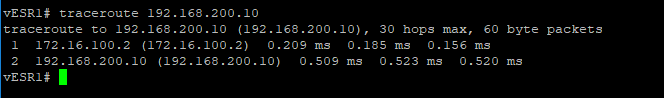 vESR1# traceroute 192.168.200.10
traceroute to 192.168.200.10 (192.168.200.10), 30 hops max, 60 byte packets
1 172.16.100.2 (172.16.100.2) 0.209 ms 0.185 ms 0.156 ms
2 192.168.200.10 (192.168.200.10) 0.509 ms 0.523 ms 0.520 ms
vESR1#